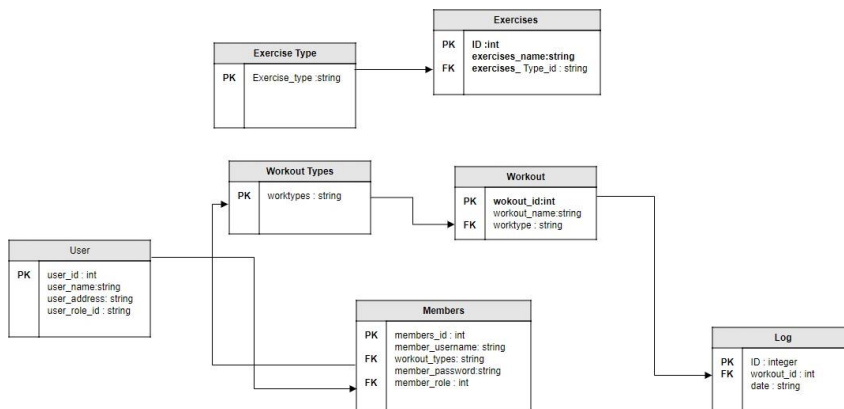 Exercises
PK ID :int
exercises_name:string
FK exercises_ Type_id : string
Exercise Type
PK Exercise_type :string
Workout Types
PK worktypes : string
Workout
PK wokout_id:int
workout_name:string
FK worktype : string
User
PK user_id : int
user_name:string
user_address: string
user_role_id : string
Members
PK members_id : int
member_username: string
FK workout_types: string
member_password:string
FK member_role : int
Log
PK ID : integer
FK workout_id : int
date : string